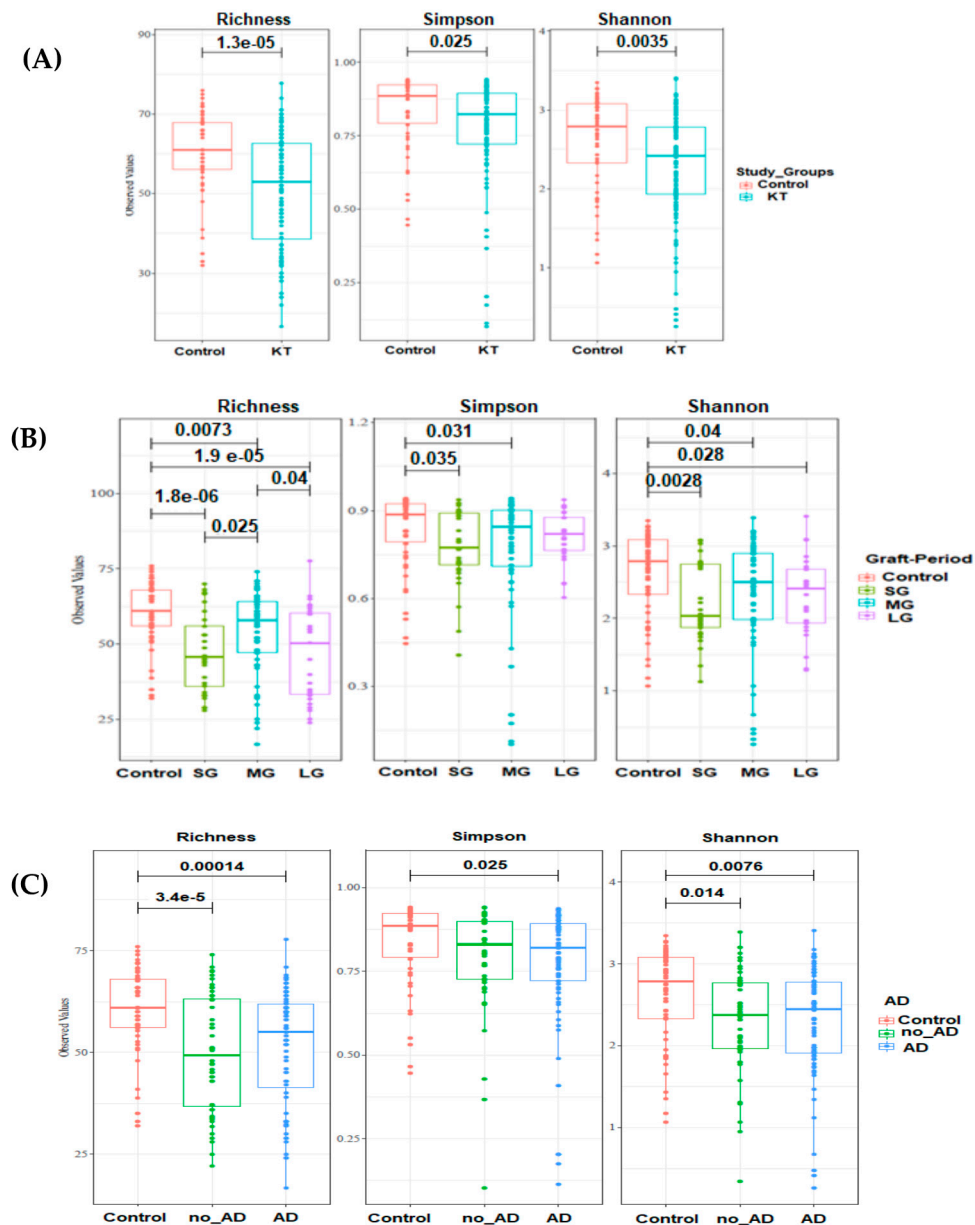 (A)
Richness Simpson Shannon
90
70
50
30
Observed Values
1.3e-05
Control KT
1.00
0.75
0.50
0.25
0.025
Control KT
4
3
2
1
0.0035
Control KT
Study_Groups
Control
KT
(B)
Richness Simpson Shannon
100
75
50
25
Observed Values
0.0073
1.9 e-05
0.04
1.8e-06
0.025
Control SG MG LG
1.2
0.9
0.6
0.3
0.031
0.035
Contol SG MG LG
4
3
2
1
0.04
0.028
0.0028
Control SG MG LG
Graft-Period
Control
SG
MG
LG
(C)
Richness Simpson Shannon
75
50
25
Observed Values
0.00014
3.4e-5
Control no_AD AD
1.00
0.75
0.50
0.25
0.025
Control no_AD AD
4
3
2
1
0.0076
0.014
Control no_AD AD
AD
Control
no_AD
AD